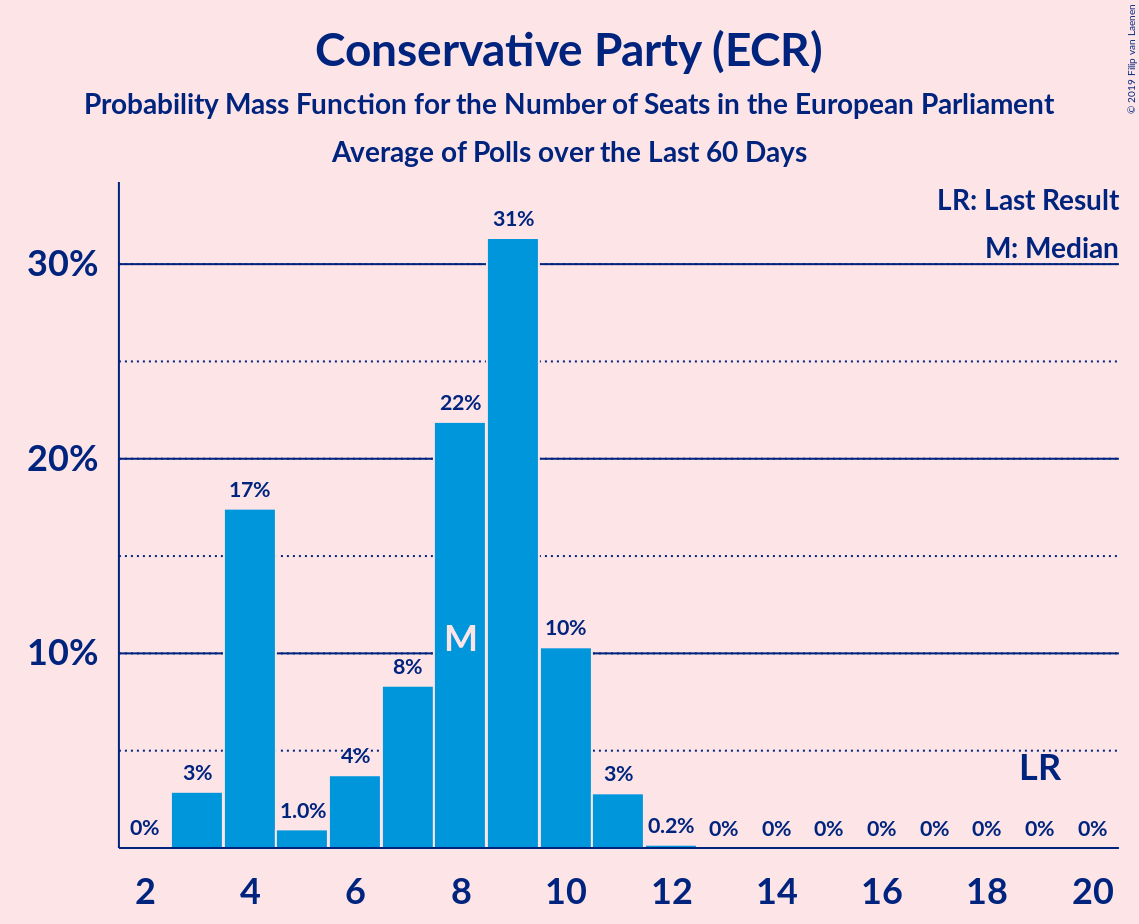 Conservative Party (ECR)
Probability Mass Function for the Number of Seats in the European Parliament
Average of Polls over the Last 60 Days
© 2019 Filip van Laenen
LR: Last Result
M: Median
30%
20%
10%
0%
3%
17%
1.0%
4%
8%
22%
31%
10%
3%
0.2%
0%
0%
0%
0%
0%
0%
0%
0%
M
LR
2 4 6 8 10 12 14 16 18 20